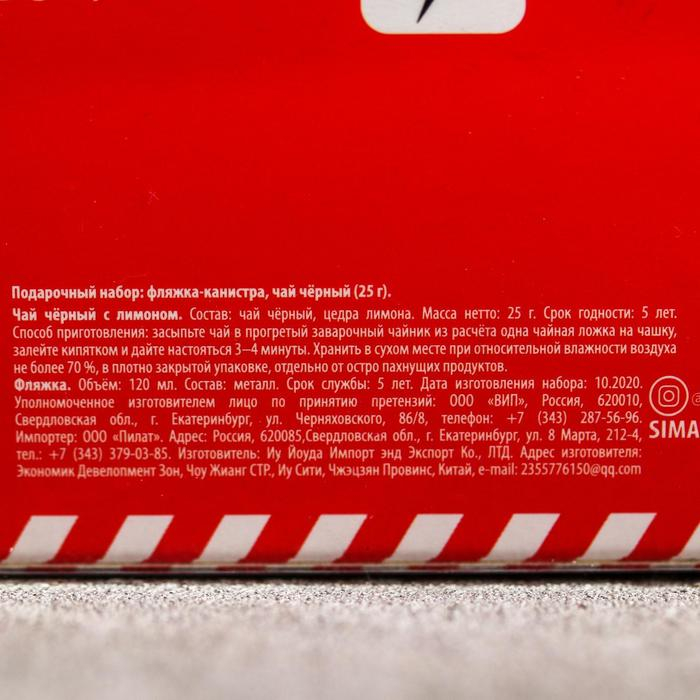 Подарочный набор: фляжка-канистра, чай чёрный (25 г).
Чай чёрный с лимоном. Состав: чай чёрный, цедра лимона. Масса нетто: 25 г. Срок годности: 5 лет.
Способ приготовления: засыпьте чай в прогретый заварочный чайник из расчёта одна чайная ложка на чашку,
залейте кипятком и дайте настояться 3–4 минуты. Хранить в сухом месте при относительной влажности воздуха
не более 70 %, в плотно закрытой упаковке, отдельно от остро пахнущих продуктов.
Фляжка. Объём: 120 мл. Состав: металл. Срок службы: 5 лет. Дата изготовления набора: 10.2020.
Уполномоченное изготовителем лицо по принятию претензий: ООО «ВИП», Россия, 620010,
Свердловская обл., г. Екатеринбург, ул. Черняховского, 86/8, телефон: +7 (343) 287-56-96.
Импортер: ООО «Пилат». Адрес: Россия, 620085,Свердловская обл., г. Екатеринбург, ул. 8 Марта, 212-4,
тел.: +7 (343) 379-03-85. Изготовитель: Иу Йоуда Импорт энд Экспорт Ко., ЛТД. Адрес изготовителя:
Экономик Девелопмент Зон, Чоу Жианг СТР., Иу Сити, Чжэцзян Провинс, Китай, e-mail: 2355776150@qq.com
SIMA